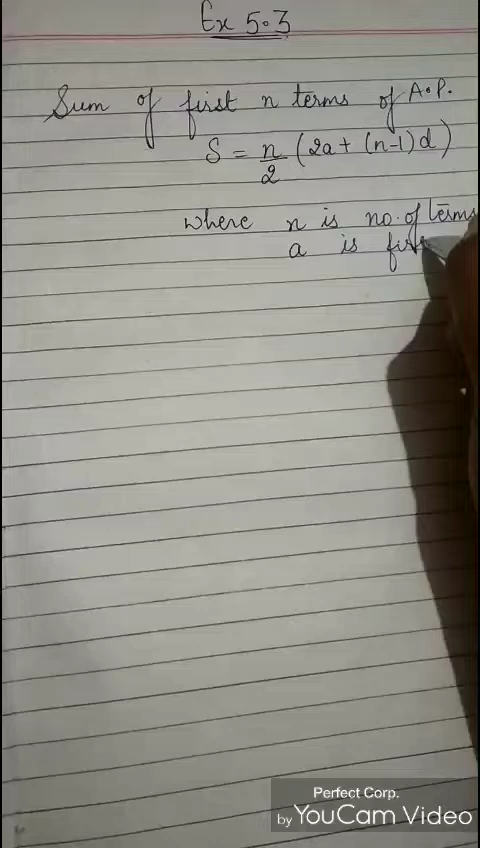 Ex 5.3
Sum of first n terms of A.P.
S = n/2 (2a + (n-1)d)
where n is no. of terms
a is
Perfect Corp.
by YouCam Video